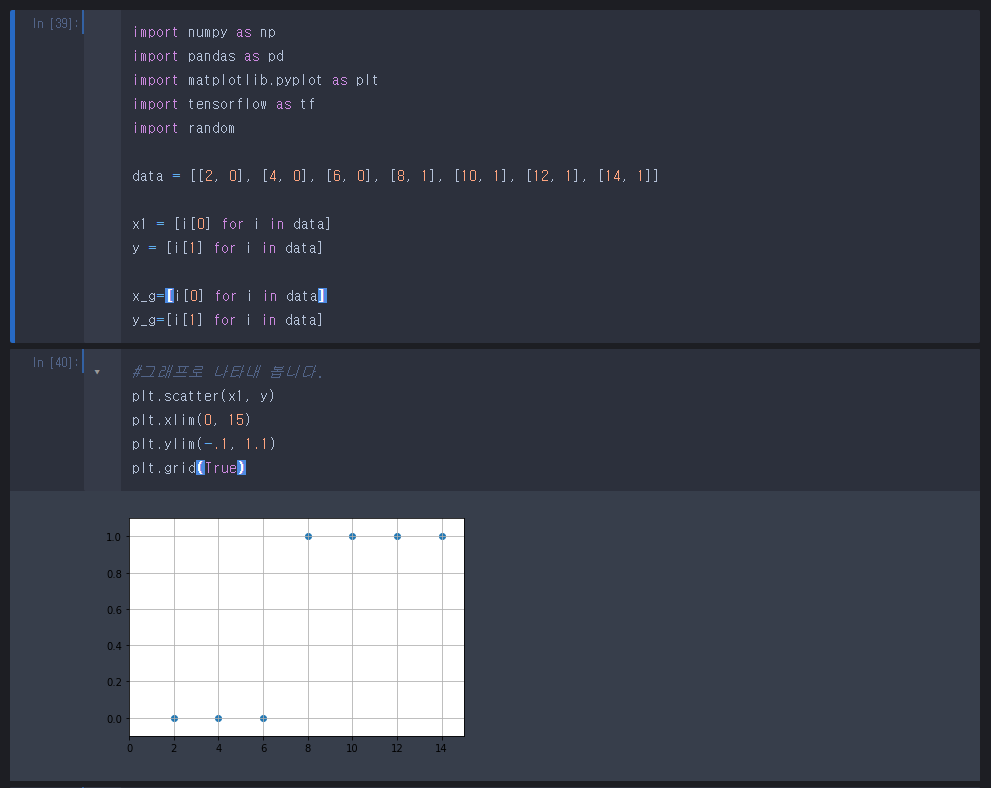 In [39]:
import numpy as np
import pandas as pd
import matplotlib.pyplot as plt
import tensorflow as tf
import random
data = [[2, 0], [4, 0], [6, 0], [8, 1], [10, 1], [12, 1], [14, 1]]
x1 = [i[0] for i in data]
y = [i[1] for i in data]
x_g=[i[0] for i in data]
y_g=[i[1] for i in data]
In [40]:
#그래프로 나타내 봅니다.
plt.scatter(x1, y)
plt.xlim(0, 15)
plt.ylim(-.1, 1.1)
plt.grid(True)
1.0
0.8
0.6
0.4
0.2
0.0
0 2 4 6 8 10 12 14